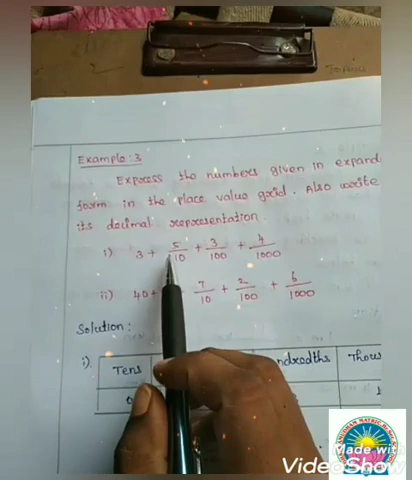 Example: 3
Express the numbers given in expand
form in the place value grid. Also write
its decimal representation.
i) 3 + 5/10 + 3/100 + 4/1000
ii) 40 + 7/10 + 2/100 + 6/1000
Solution:
i).
Tens ndredths Thous
Made with
VideoShow